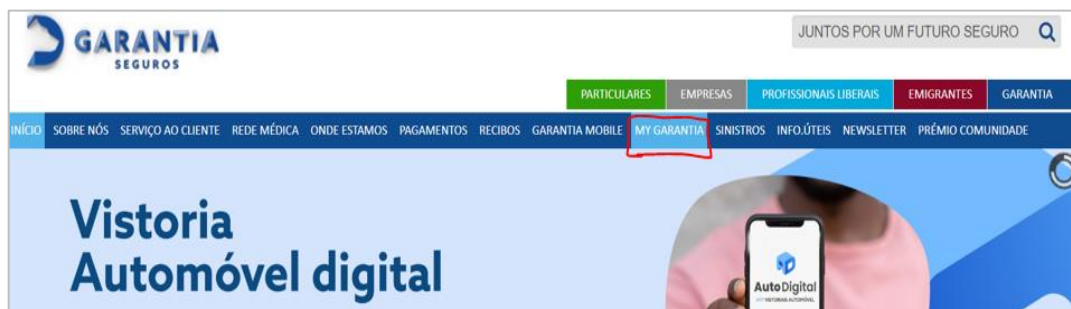 GARANTIA
SEGUROS
JUNTOS POR UM FUTURO SEGURO
PARTICULARES EMPRESAS PROFISSIONAIS LIBERAIS EMIGRANTES GARANTIA
INÍCIO SOBRE NÓS SERVIÇO AO CLIENTE REDE MÉDICA ONDE ESTAMOS PAGAMENTOS RECIBOS GARANTIA MOBILE MY GARANTIA SINISTROS INFO.ÚTEIS NEWSLETTER PRÉMIO COMUNIDADE
Vistoria
Automóvel digital
AutoDigital